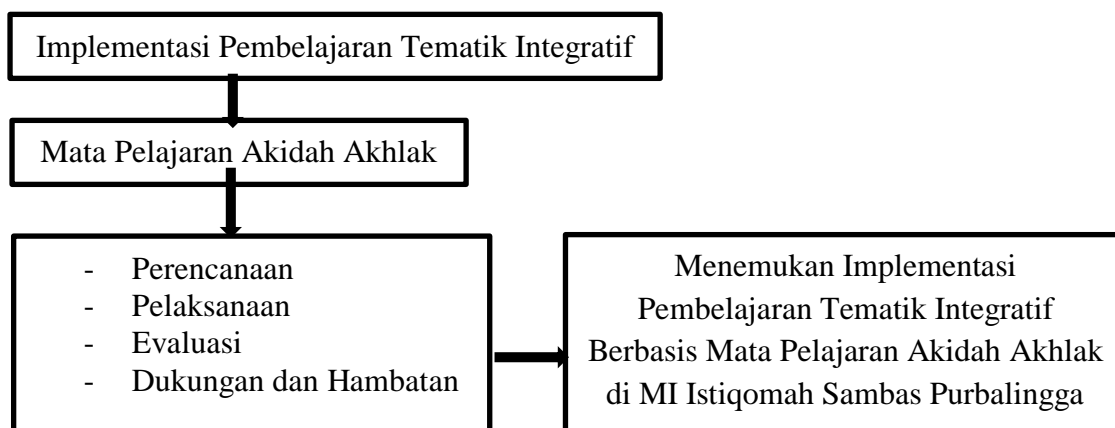 Implementasi Pembelajaran Tematik Integratif
Mata Pelajaran Akidah Akhlak
- Perencanaan
- Pelaksanaan
- Evaluasi
- Dukungan dan Hambatan
Menemukan Implementasi
Pembelajaran Tematik Integratif
Berbasis Mata Pelajaran Akidah Akhlak
di MI Istiqomah Sambas Purbalingga